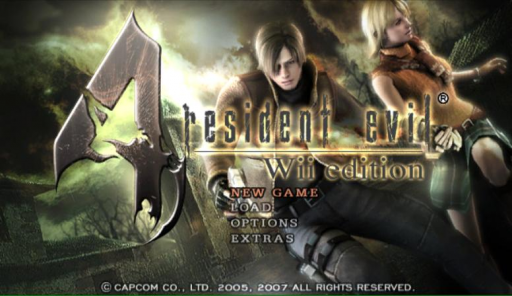 4
resident evil®
Wii edition
NEW GAME
LOAD
OPTIONS
EXTRAS
© CAPCOM CO., LTD. 2005, 2007 ALL RIGHTS RESERVED.